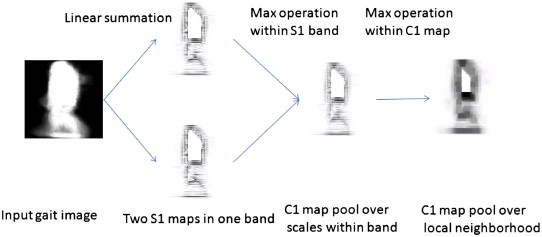 Linear summation
Max operation
within S1 band
Max operation
within C1 map
Input gait image
Two S1 maps in one band
C1 map pool over
scales within band
C1 map pool over
local neighborhood